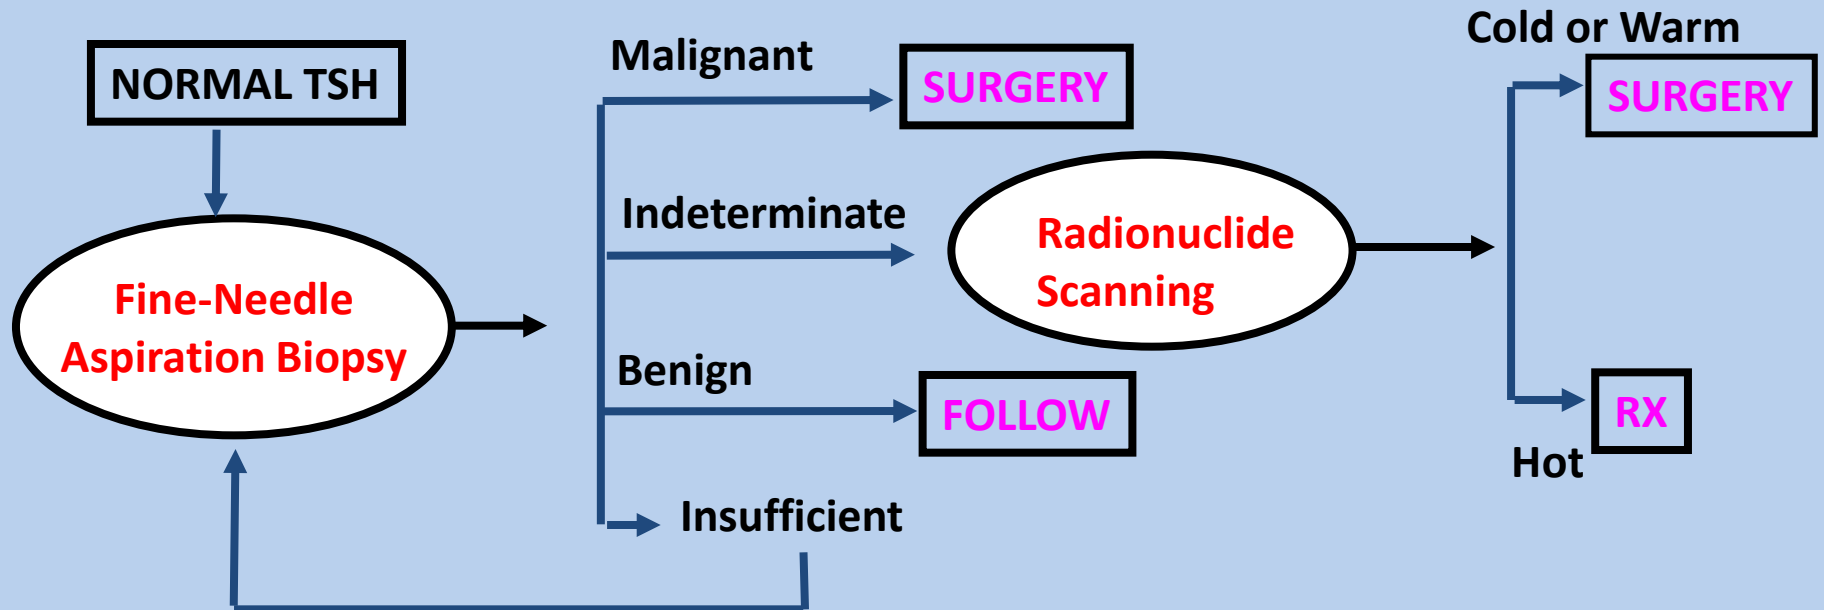 NORMAL TSH
Fine-Needle
Aspiration Biopsy
Malignant
SURGERY
Indeterminate
Radionuclide
Scanning
Benign
FOLLOW
Insufficient
Cold or Warm
SURGERY
RX
Hot